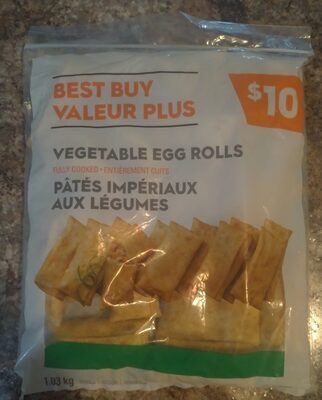 BEST BUY
VALEUR PLUS
$10
VEGETABLE EGG ROLLS
FULLY COOKED • ENTIÈREMENT CUITS
PÂTÉS IMPÉRIAUX
AUX LÉGUMES
1.03 kg